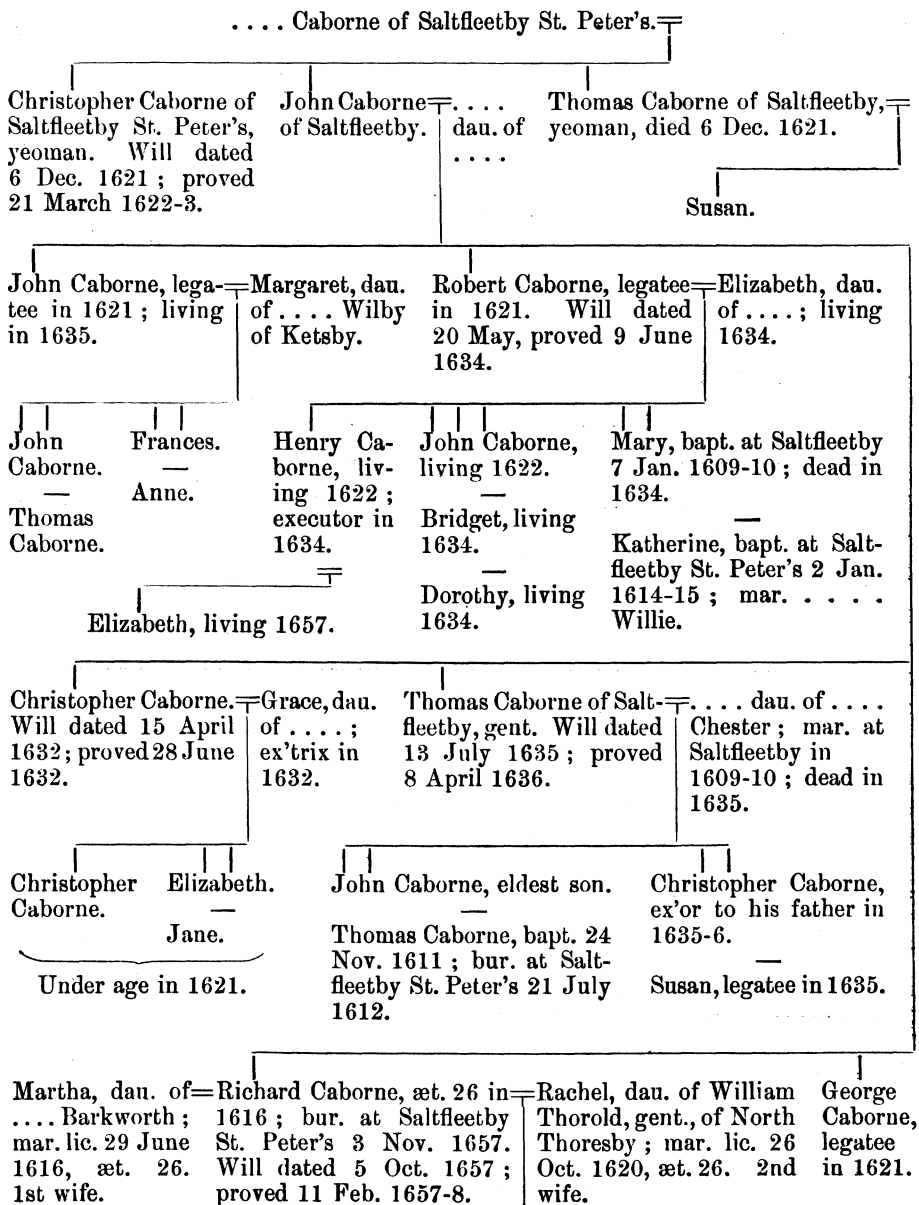 .... Caborne of Saltfleetby St. Peter's.
Christopher Caborne of
Saltfleetby St. Peter's,
yeoman. Will dated
6 Dec. 1621 ; proved
21 March 1622-3.
John Caborne
of Saltfleetby.
....
dau. of
....
Thomas Caborne of Saltfleetby,
yeoman, died 6 Dec. 1621.
Susan.
John Caborne, lega-
tee in 1621 ; living
in 1635.
Margaret, dau.
of .... Wilby
of Ketsby.
Robert Caborne, legatee
in 1621. Will dated
20 May, proved 9 June
1634.
Elizabeth, dau.
of ....; living
1634.
John
Caborne.
—
Thomas
Caborne.
Frances.
—
Anne.
Henry Ca-
borne, liv-
ing 1622 ;
executor in
1634.
John Caborne,
living 1622.
—
Bridget, living
1634.
—
Dorothy, living
1634.
Mary, bapt. at Saltfleetby
7 Jan. 1609-10 ; dead in
1634.
—
Katherine, bapt. at Salt-
fleetby St. Peter's 2 Jan.
1614-15 ; mar. . . . . .
Willie.
Elizabeth, living 1657.
Christopher Caborne.
Will dated 15 April
1632; proved 28 June
1632.
Grace, dau.
of ....;
ex'trix in
1632.
Thomas Caborne of Salt-
fleetby, gent. Will dated
13 July 1635 ; proved
8 April 1636.
.... dau. of ....
Chester ; mar. at
Saltfleetby in
1609-10 ; dead in
1635.
Christopher
Caborne.
Elizabeth.
—
Jane.
Under age in 1621.
John Caborne, eldest son.
—
Thomas Caborne, bapt. 24
Nov. 1611 ; bur. at Salt-
fleetby St. Peter's 21 July
1612.
Christopher Caborne,
ex'or to his father in
1635-6.
—
Susan, legatee in 1635.
Martha, dau. of
.... Barkworth ;
mar. lic. 29 June
1616, æt. 26.
1st wife.
Richard Caborne, æt. 26 in
1616 ; bur. at Saltfleetby
St. Peter's 3 Nov. 1657.
Will dated 5 Oct. 1657 ;
proved 11 Feb. 1657-8.
Rachel, dau. of William
Thorold, gent., of North
Thoresby ; mar. lic. 26
Oct. 1620, æt. 26. 2nd
wife.
George
Caborne,
legatee
in 1621.